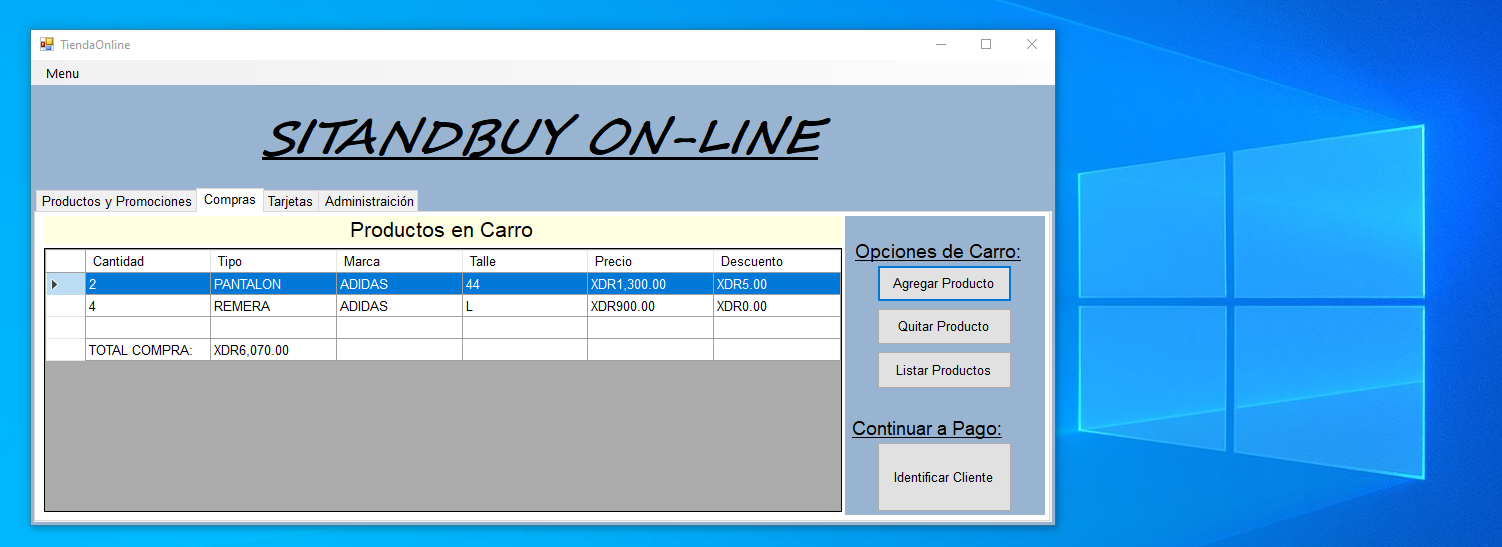 TiendaOnline
Menu
SITANDBUY ON-LINE
Productos y Promociones Compras Tarjetas Administraición
Productos en Carro
Cantidad Tipo Marca Talle Precio Descuento
2 PANTALON ADIDAS 44 XDR1,300.00 XDR5.00
4 REMERA ADIDAS L XDR900.00 XDR0.00
TOTAL COMPRA: XDR6,070.00
Opciones de Carro:
Agregar Producto
Quitar Producto
Listar Productos
Continuar a Pago:
Identificar Cliente